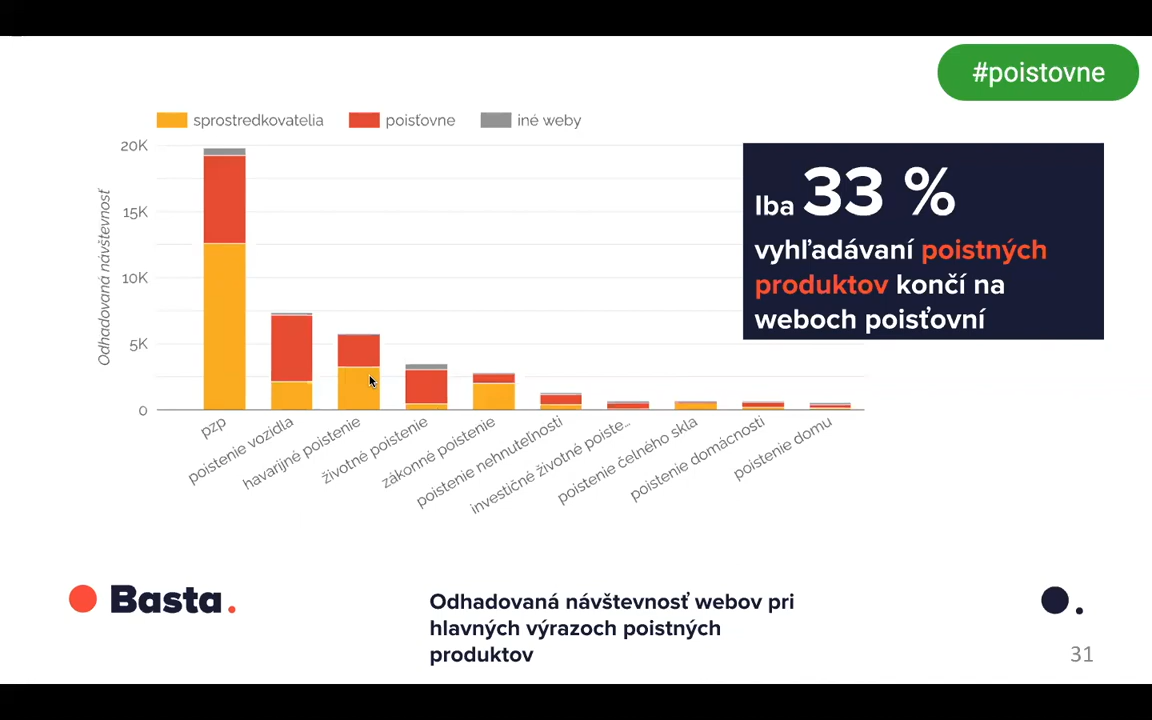 #poistovne
sprostredkovatelia
poisťovne
iné weby
20K
15K
10K
5K
0
Odhadovaná návštevnosť
pzp
poistenie vozidla
havarijné poistenie
životné poistenie
zákonné poistenie
poistenie nehnuteľnosti
investičné životné poiste...
poistenie čelného skla
poistenie domácnosti
poistenie domu
Iba 33 %
vyhľadávaní poistných
produktov končí na
weboch poisťovní
Basta.
Odhadovaná návštevnosť webov pri
hlavných výrazoch poistných
produktov
31